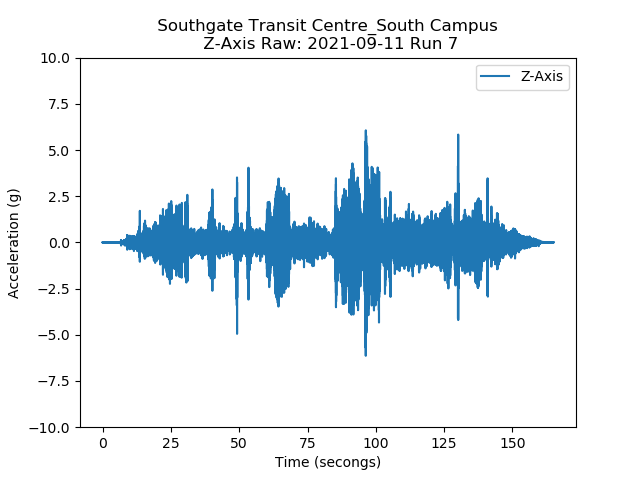 Southgate Transit Centre_South Campus
Z-Axis Raw: 2021-09-11 Run 7
Z-Axis
10.0
7.5
5.0
2.5
0.0
−2.5
−5.0
−7.5
−10.0
Acceleration (g)
0 25 50 75 100 125 150
Time (secongs)